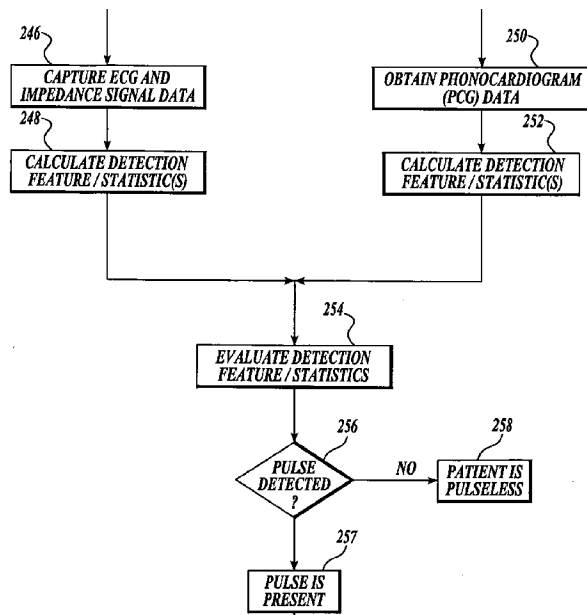 246
CAPTURE ECG AND
IMPEDANCE SIGNAL DATA
248
CALCULATE DETECTION
FEATURE / STATISTIC(S)
250
OBTAIN PHONOCARDIOGRAM
(PCG) DATA
252
CALCULATE DETECTION
FEATURE / STATISTIC(S)
254
EVALUATE DETECTION
FEATURE / STATISTICS
256
PULSE
DETECTED
?
NO
258
PATIENT IS
PULSELESS
257
PULSE IS
PRESENT